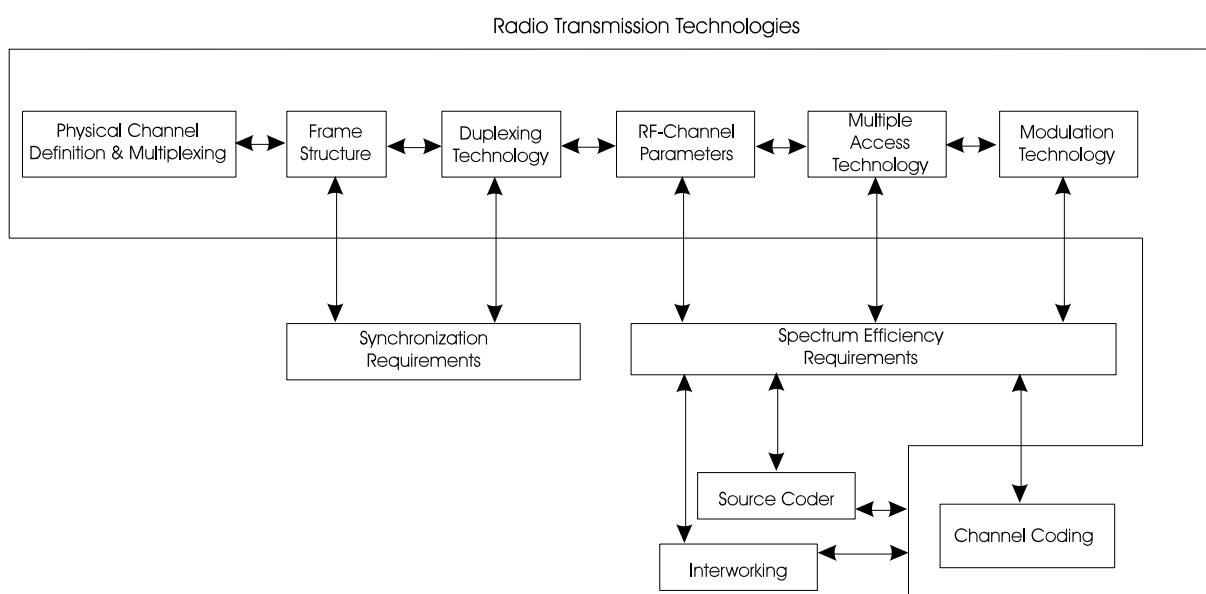 Radio Transmission Technologies
Physical Channel
Definition & Multiplexing
Frame
Structure
Duplexing
Technology
RF-Channel
Parameters
Multiple
Access
Technology
Modulation
Technology
Synchronization
Requirements
Spectrum Efficiency
Requirements
Source Coder
Channel Coding
Interworking